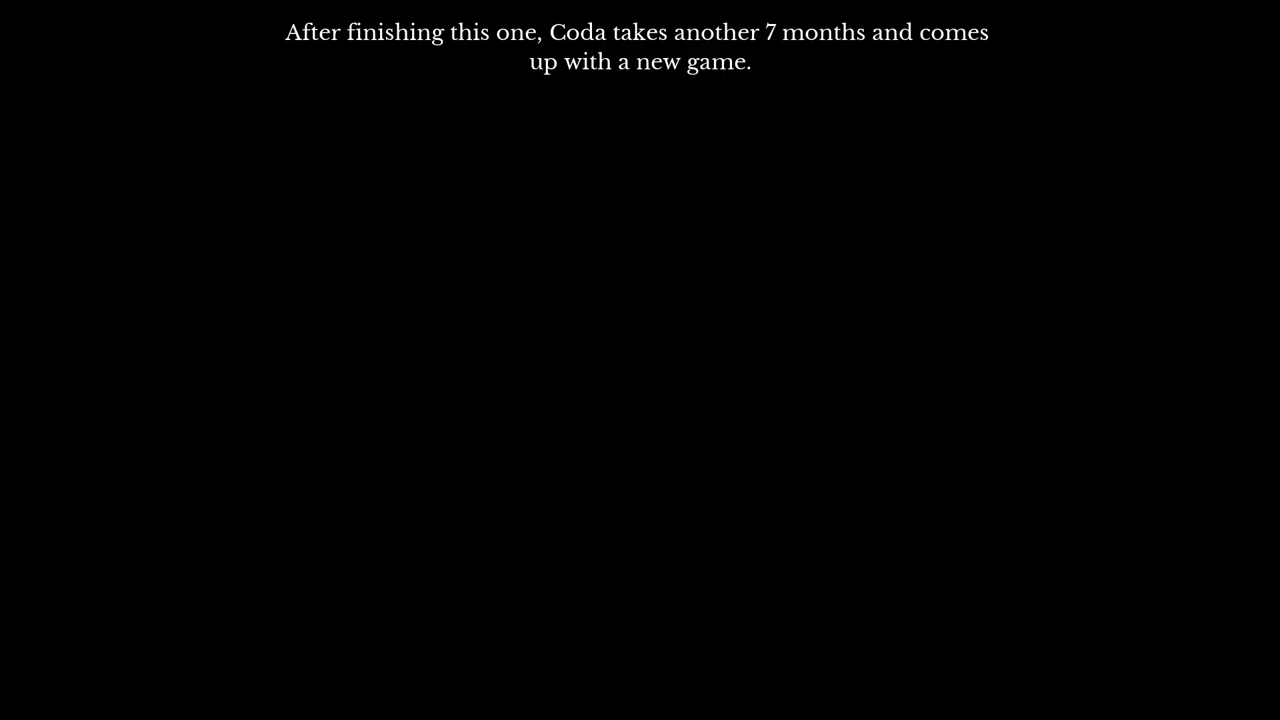 After finishing this one, Coda takes another 7 months and comes
up with a new game.